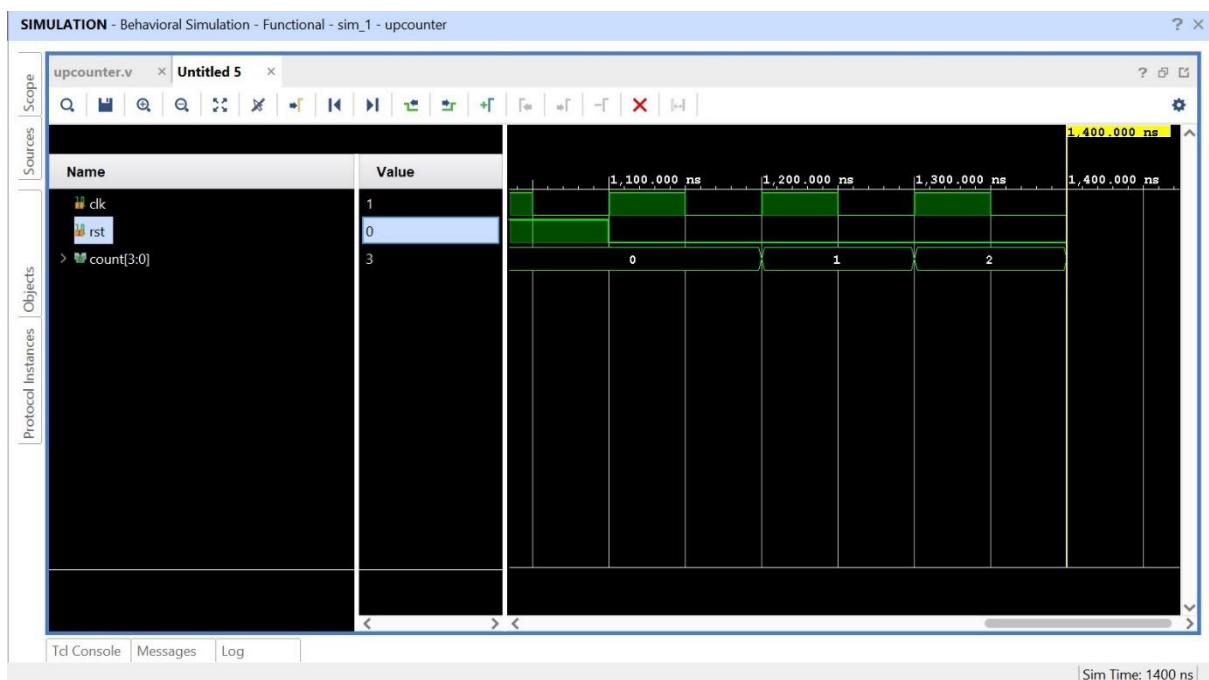 SIMULATION - Behavioral Simulation - Functional - sim_1 - upcounter
upcounter.v
Untitled 5
Scope
Sources
Objects
Protocol Instances
1,400.000 ns
Name
Value
1,100.000 ns
1,200.000 ns
1,300.000 ns
1,400.000 ns
clk
1
rst
0
count[3:0]
3
0
1
2
Tcl Console
Messages
Log
Sim Time: 1400 ns